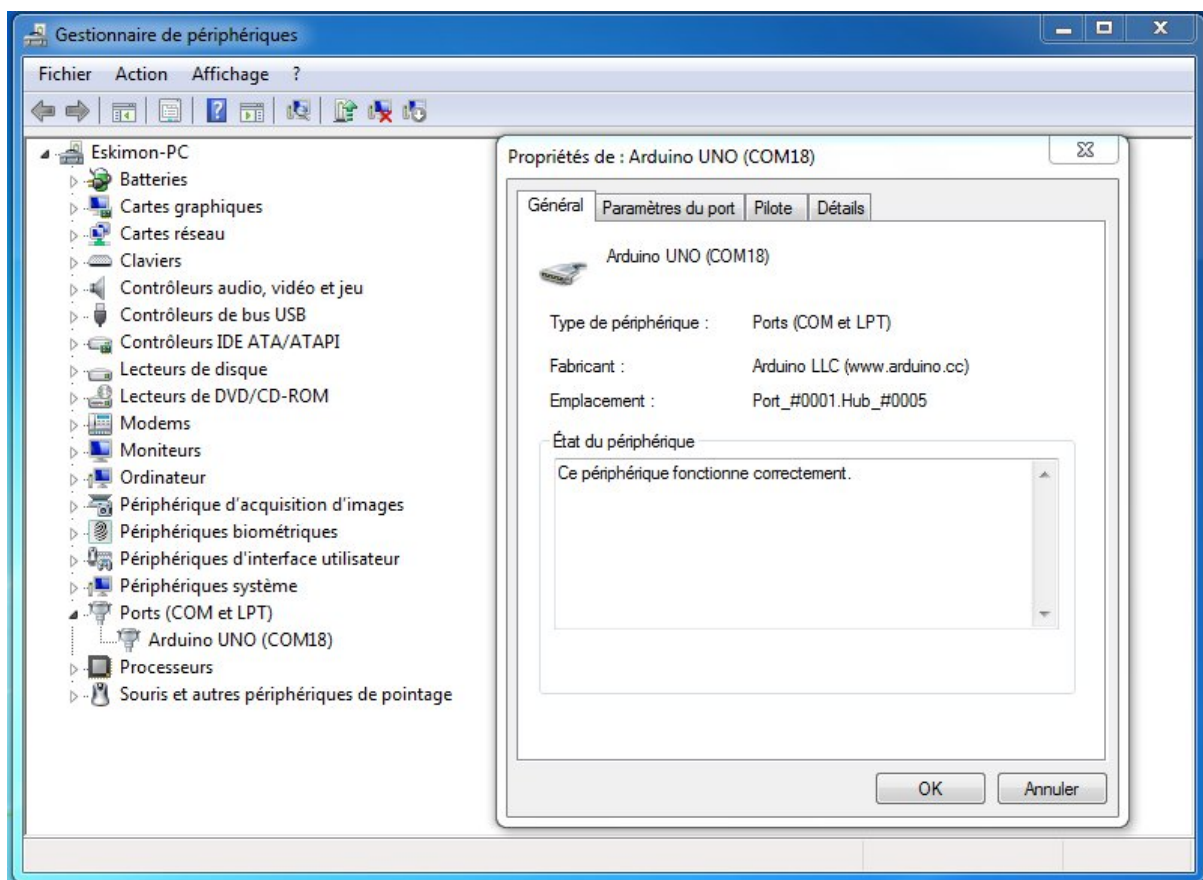 Gestionnaire de périphériques
Fichier Action Affichage ?
Eskimon-PC
Batteries
Cartes graphiques
Cartes réseau
Claviers
Contrôleurs audio, vidéo et jeu
Contrôleurs de bus USB
Contrôleurs IDE ATA/ATAPI
Lecteurs de disque
Lecteurs de DVD/CD-ROM
Modems
Moniteurs
Ordinateur
Périphérique d'acquisition d'images
Périphériques biométriques
Périphériques d'interface utilisateur
Périphériques système
Ports (COM et LPT)
Arduino UNO (COM18)
Processeurs
Souris et autres périphériques de pointage
Propriétés de : Arduino UNO (COM18)
Général Paramètres du port Pilote Détails
Arduino UNO (COM18)
Type de périphérique : Ports (COM et LPT)
Fabricant : Arduino LLC (www.arduino.cc)
Emplacement : Port_#0001.Hub_#0005
État du périphérique
Ce périphérique fonctionne correctement.
OK Annuler